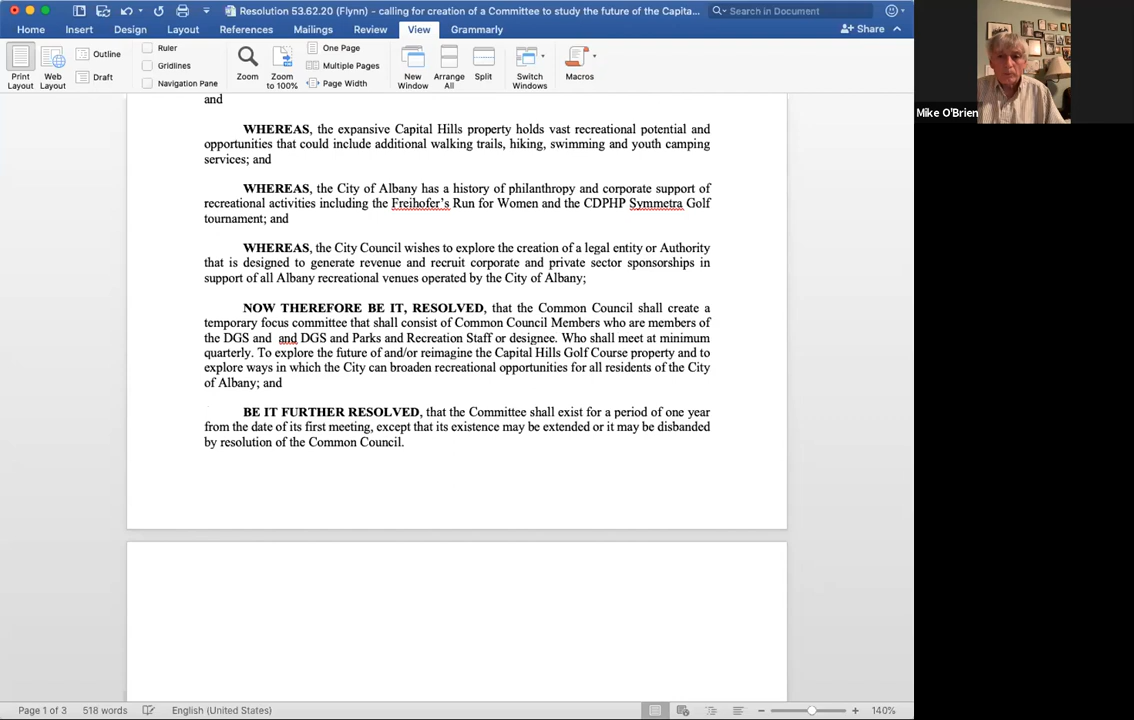 Resolution 53.62.20 (Flynn) - calling for creation of a Committee to study the future of the Capita...
Search in Document
Home Insert Design Layout References Mailings Review View Grammarly
Share
Print Layout
Web Layout
Outline
Draft
Ruler
Gridlines
Navigation Pane
Zoom
Zoom to 100%
One Page
Multiple Pages
Page Width
New Window
Arrange All
Split
Switch Windows
Macros
Mike O'Brien
and
WHEREAS, the expansive Capital Hills property holds vast recreational potential and
opportunities that could include additional walking trails, hiking, swimming and youth camping
services; and
WHEREAS, the City of Albany has a history of philanthropy and corporate support of
recreational activities including the Freihofer's Run for Women and the CDPHP Symmetra Golf
tournament; and
WHEREAS, the City Council wishes to explore the creation of a legal entity or Authority
that is designed to generate revenue and recruit corporate and private sector sponsorships in
support of all Albany recreational venues operated by the City of Albany;
NOW THEREFORE BE IT, RESOLVED, that the Common Council shall create a
temporary focus committee that shall consist of Common Council Members who are members of
the DGS and and DGS and Parks and Recreation Staff or designee. Who shall meet at minimum
quarterly. To explore the future of and/or reimagine the Capital Hills Golf Course property and to
explore ways in which the City can broaden recreational opportunities for all residents of the City
of Albany; and
BE IT FURTHER RESOLVED, that the Committee shall exist for a period of one year
from the date of its first meeting, except that its existence may be extended or it may be disbanded
by resolution of the Common Council.
Page 1 of 3 518 words English (United States) 140%